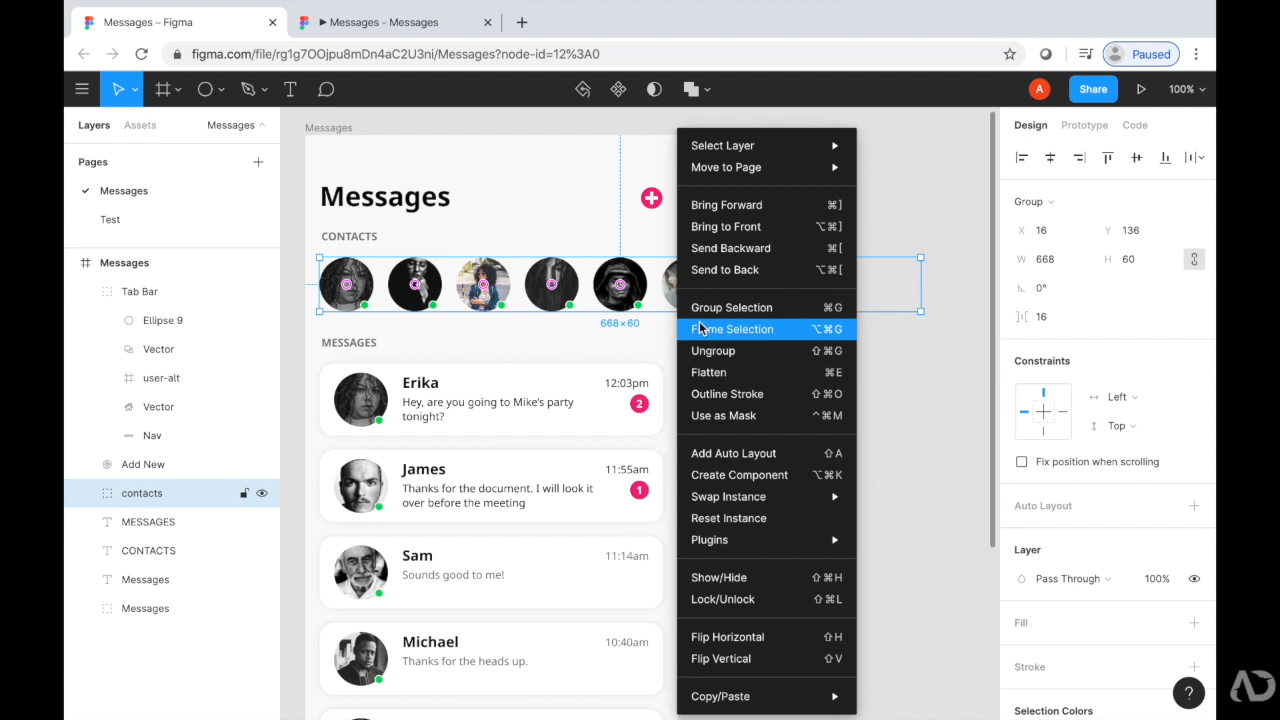 Messages – Figma
Messages - Messages
figma.com/file/rg1g7OOjpu8mDn4aC2U3ni/Messages?node-id=12%3A0
Paused
A
Share
100%
Layers
Assets
Messages
Pages
Messages
Test
Messages
Tab Bar
Ellipse 9
Vector
user-alt
Vector
Nav
Add New
contacts
MESSAGES
CONTACTS
Messages
Messages
Messages
Messages
CONTACTS
668×60
MESSAGES
Erika
12:03pm
Hey, are you going to Mike's party
tonight?
2
James
11:55am
Thanks for the document. I will look it
over before the meeting
1
Sam
11:14am
Sounds good to me!
Michael
10:40am
Thanks for the heads up.
Select Layer
Move to Page
Bring Forward ⌘]
Bring to Front ⌥⌘]
Send Backward ⌘[
Send to Back ⌥⌘[
Group Selection ⌘G
Frame Selection ⌥⌘G
Ungroup ⇧⌘G
Flatten ⌘E
Outline Stroke ⇧⌘O
Use as Mask ^⌘M
Add Auto Layout ⇧A
Create Component ⌥⌘K
Swap Instance
Reset Instance
Plugins
Show/Hide ⇧⌘H
Lock/Unlock ⇧⌘L
Flip Horizontal ⇧H
Flip Vertical ⇧V
Copy/Paste
Design
Prototype
Code
Group
X 16 Y 136
W 668 H 60
0°
16
Constraints
Left
Top
Fix position when scrolling
Auto Layout
Layer
Pass Through 100%
Fill
Stroke
Selection Colors
?